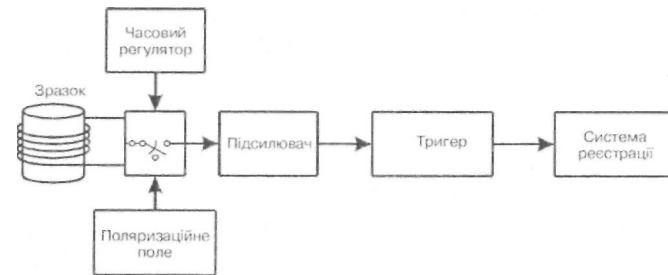 Часовий
регулятор
Зразок
Підсилювач
Тригер
Система
реєстрації
Поляризаційне
поле